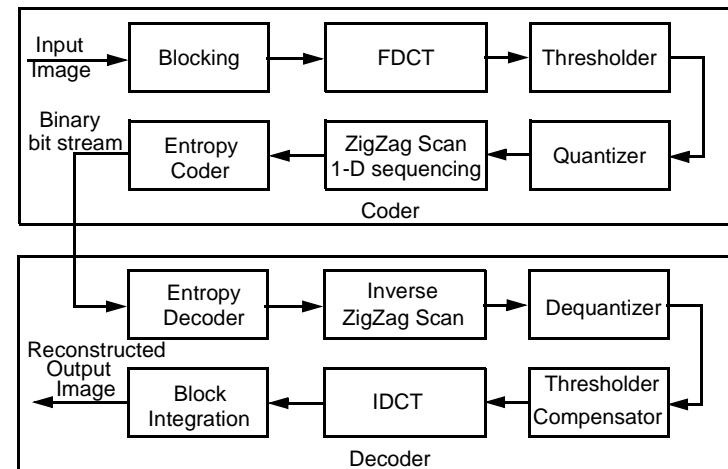 Input
Image
Blocking
FDCT
Thresholder
Binary
bit stream
Entropy
Coder
ZigZag Scan
1-D sequencing
Quantizer
Coder
Entropy
Decoder
Inverse
ZigZag Scan
Dequantizer
Reconstructed
Output
Image
Block
Integration
IDCT
Thresholder
Compensator
Decoder